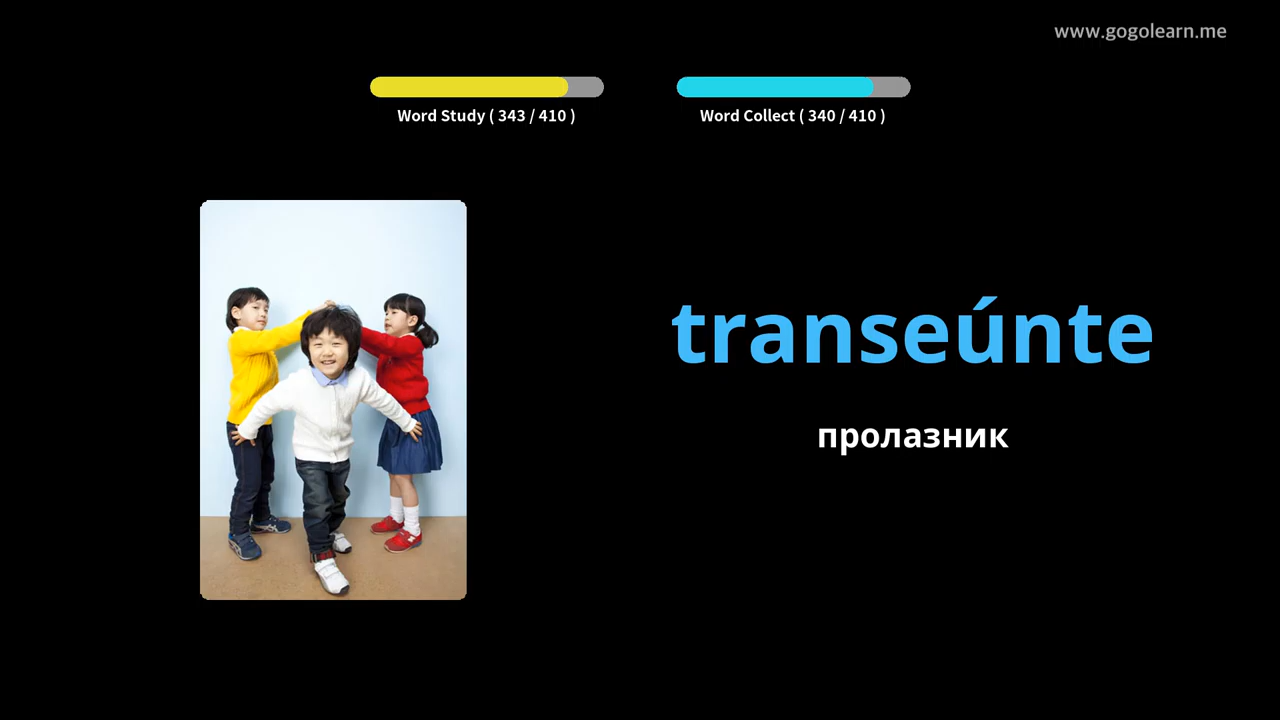 www.gogolearn.me
Word Study ( 343 / 410 )
Word Collect ( 340 / 410 )
transeúnte
пролазник